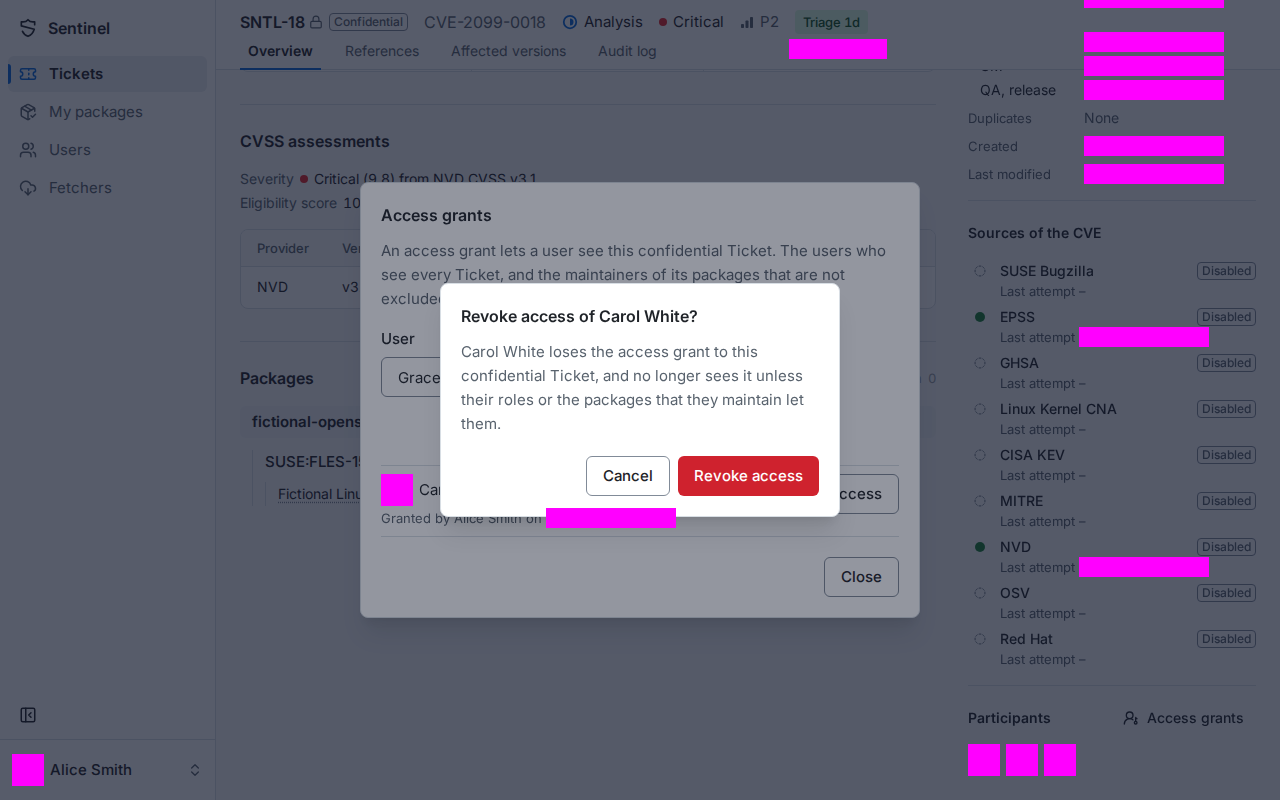 Sentinel
Tickets
My packages
Users
Fetchers
Alice Smith
SNTL-18 Confidential CVE-2099-0018 Analysis Critical P2 Triage 1d
Overview References Affected versions Audit log
CVSS assessments
Severity Critical (9.8) from NVD CVSS v3.1
Eligibility score 10
Provider
NVD v3
Packages 0
SUSE:FLES-15
Access grants
An access grant lets a user see this confidential Ticket. The users who
see every Ticket, and the maintainers of its packages that are not
User
Grace
Granted by Alice Smith on
Close
Revoke access of Carol White?
Carol White loses the access grant to this
confidential Ticket, and no longer sees it unless
their roles or the packages that they maintain let
them.
Cancel Revoke access
QA, release
Duplicates None
Created
Last modified
Sources of the CVE
SUSE Bugzilla Disabled
Last attempt –
EPSS Disabled
Last attempt
GHSA Disabled
Last attempt –
Linux Kernel CNA Disabled
Last attempt –
CISA KEV Disabled
Last attempt –
MITRE Disabled
Last attempt –
NVD Disabled
Last attempt
OSV Disabled
Last attempt –
Red Hat Disabled
Last attempt –
Participants Access grants